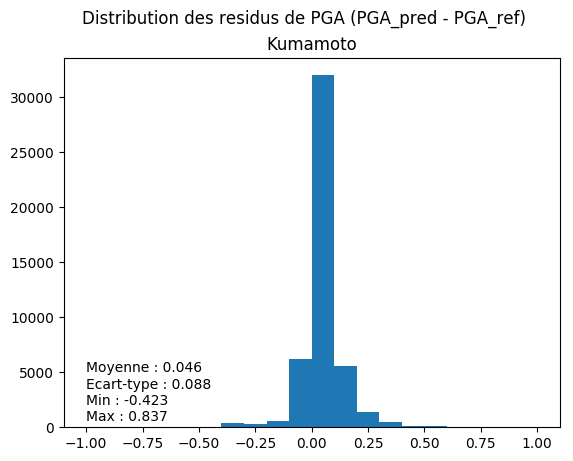 Distribution des residus de PGA (PGA_pred - PGA_ref)
Kumamoto
30000
25000
20000
15000
10000
5000
0
Moyenne : 0.046
Ecart-type : 0.088
Min : -0.423
Max : 0.837
−1.00 −0.75 −0.50 −0.25 0.00 0.25 0.50 0.75 1.00